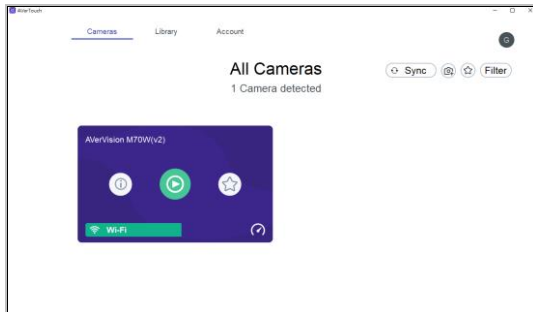 AVerTouch
Cameras Library Account
G
All Cameras
Sync Filter
1 Camera detected
AVerVision M70W(v2)
Wi-Fi